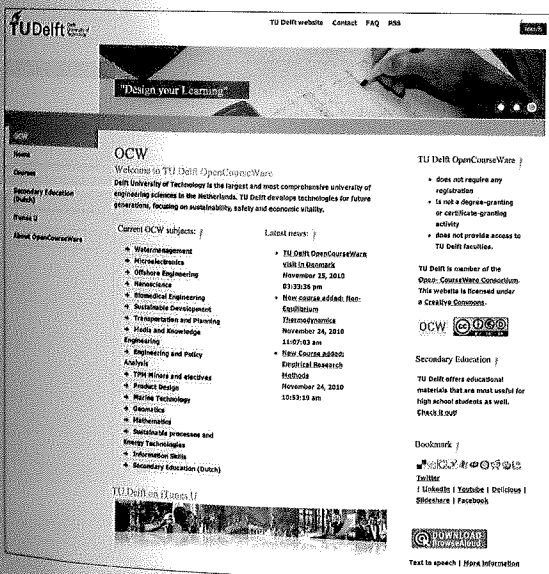 TU Delft
Delft
University of
Technology
TU Delft website Contact FAQ RSS
"Design your Learning"
OCW
Home
Courses
Secondary Education
(Dutch)
iTunes U
About OpenCourseWare
OCW
Welcome to TU Delft OpenCourseWare
Delft University of Technology is the largest and most comprehensive university of
engineering sciences in the Netherlands. TU Delft develops technologies for future
generations, focusing on sustainability, safety and economic vitality.
Current OCW subjects:
Watermanagement
Microelectronics
Offshore Engineering
Nanoscience
Biomedical Engineering
Sustainable Development
Transportation and Planning
Media and Knowledge
Engineering
Engineering and Policy
Analysis
TPM Minors and electives
Product Design
Marine Technology
Geomatics
Mathematics
Sustainable processes and
Energy Technologies
Information Skills
Secondary Education (Dutch)
Latest news:
TU Delft OpenCourseWare
visit in Denmark
November 25, 2010
03:33:36 pm
New course added: Non-
Equilibrium
Thermodynamics
November 24, 2010
11:07:03 am
New Course added:
Empirical Research
Methods
November 24, 2010
10:53:19 am
TU Delft on iTunes U
TU Delft OpenCourseWare
does not require any
registration
is not a degree-granting
or certificate-granting
activity
does not provide access to
TU Delft faculties.
TU Delft is member of the
Open- CourseWare Consortium.
This website is licensed under
a Creative Commons.
OCW
Secondary Education
TU Delft offers educational
materials that are most useful for
high school students as well.
Check it out!
Bookmark
Twitter
| LinkedIn | Youtube | Delicious |
Slideshare | Facebook
DOWNLOAD
BrowseAloud
Text to speech | More Information